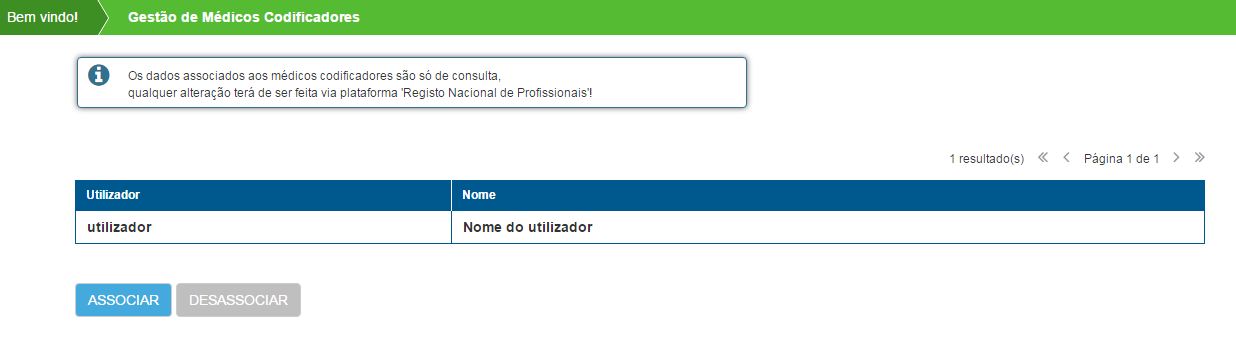 Bem vindo! Gestão de Médicos Codificadores
Os dados associados aos médicos codificadores são só de consulta,
qualquer alteração terá de ser feita via plataforma 'Registo Nacional de Profissionais'!
1 resultado(s) Página 1 de 1
Utilizador Nome
utilizador Nome do utilizador
ASSOCIAR DESASSOCIAR